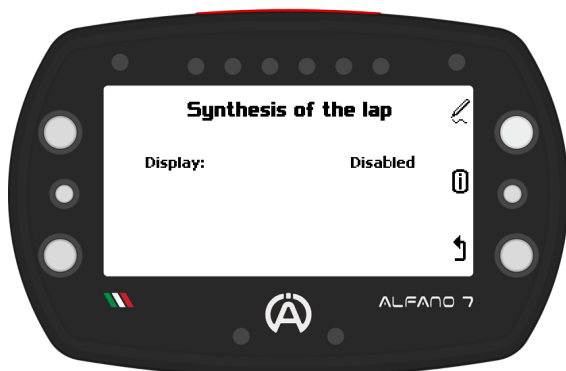 Synthesis of the lap
Display: Disabled
ALFANO 7